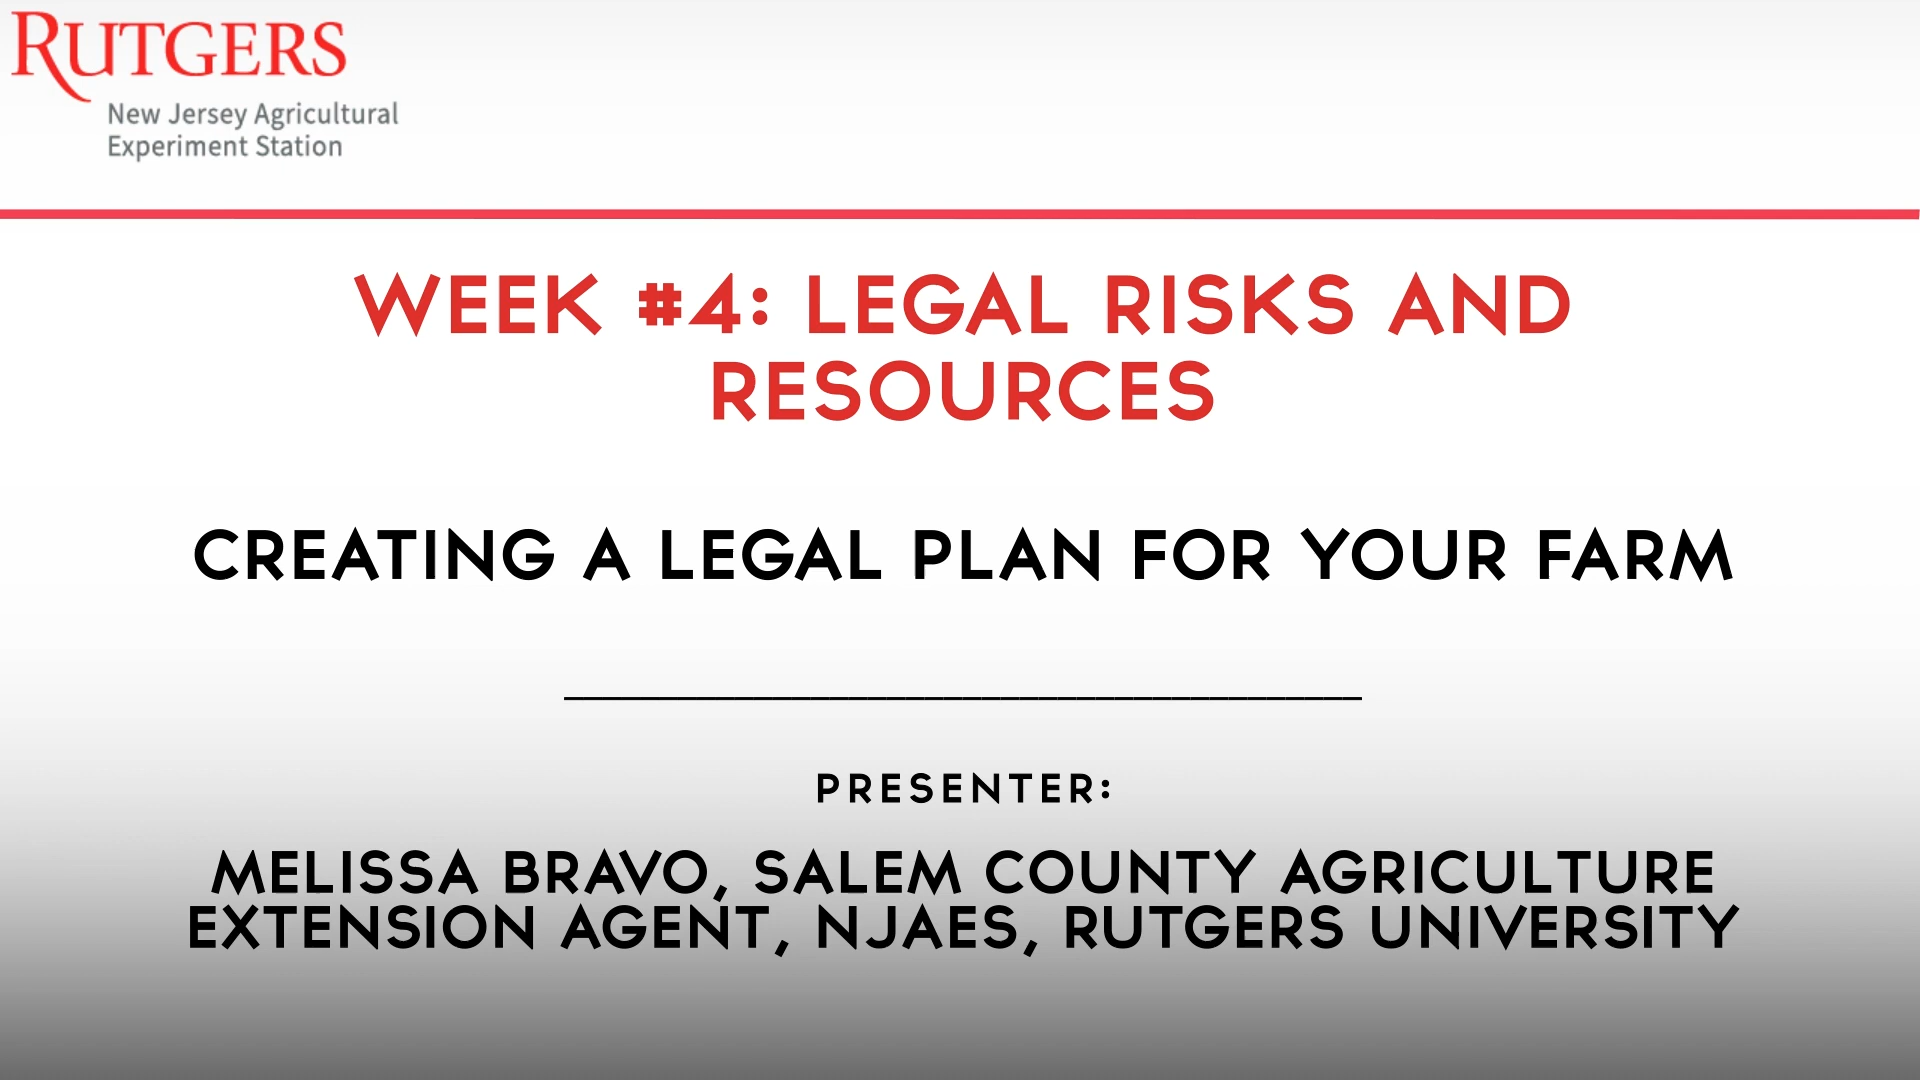 RUTGERS
New Jersey Agricultural
Experiment Station
WEEK #4: LEGAL RISKS AND
RESOURCES
CREATING A LEGAL PLAN FOR YOUR FARM
PRESENTER:
MELISSA BRAVO, SALEM COUNTY AGRICULTURE
EXTENSION AGENT, NJAES, RUTGERS UNIVERSITY